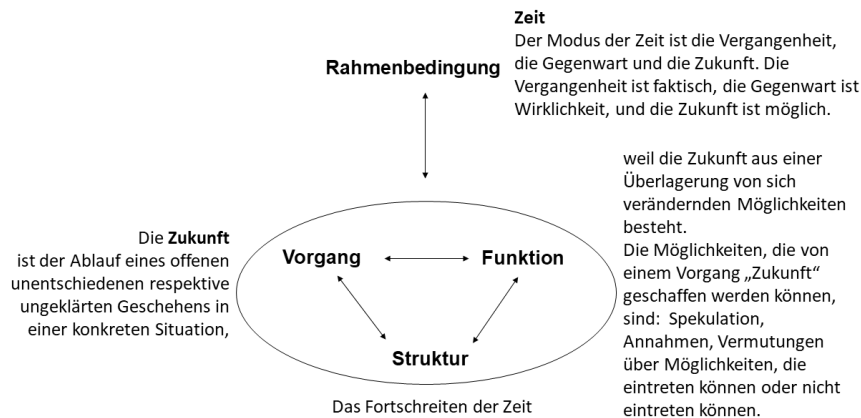 Zeit
Der Modus der Zeit ist die Vergangenheit,
die Gegenwart und die Zukunft. Die
Vergangenheit ist faktisch, die Gegenwart ist
Wirklichkeit, und die Zukunft ist möglich.
Rahmenbedingung
Die Zukunft
ist der Ablauf eines offenen
unentschiedenen respektive
ungeklärten Geschehens in
einer konkreten Situation,
Vorgang
Funktion
Struktur
weil die Zukunft aus einer
Überlagerung von sich
verändernden Möglichkeiten
besteht.
Die Möglichkeiten, die von
einem Vorgang „Zukunft“
geschaffen werden können,
sind: Spekulation,
Annahmen, Vermutungen
über Möglichkeiten, die
eintreten können oder nicht
eintreten können.
Das Fortschreiten der Zeit